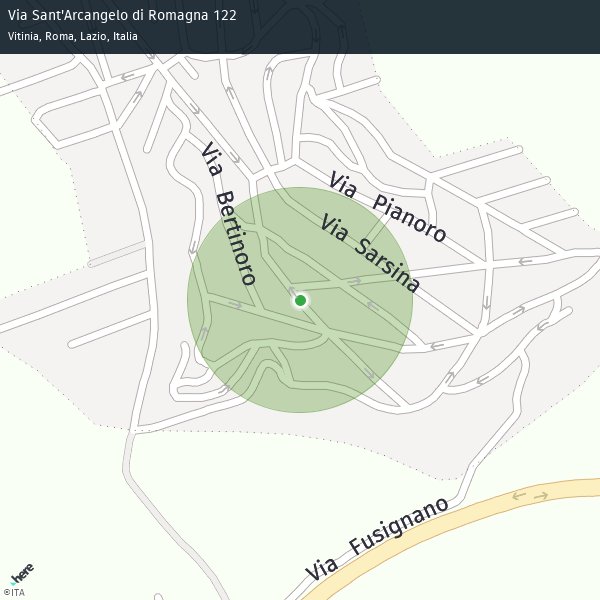 Via Sant'Arcangelo di Romagna 122
Vitinia, Roma, Lazio, Italia
Via Bertinoro
Via Pianoro
Via Sarsina
Via Fusignano
here
©ITA